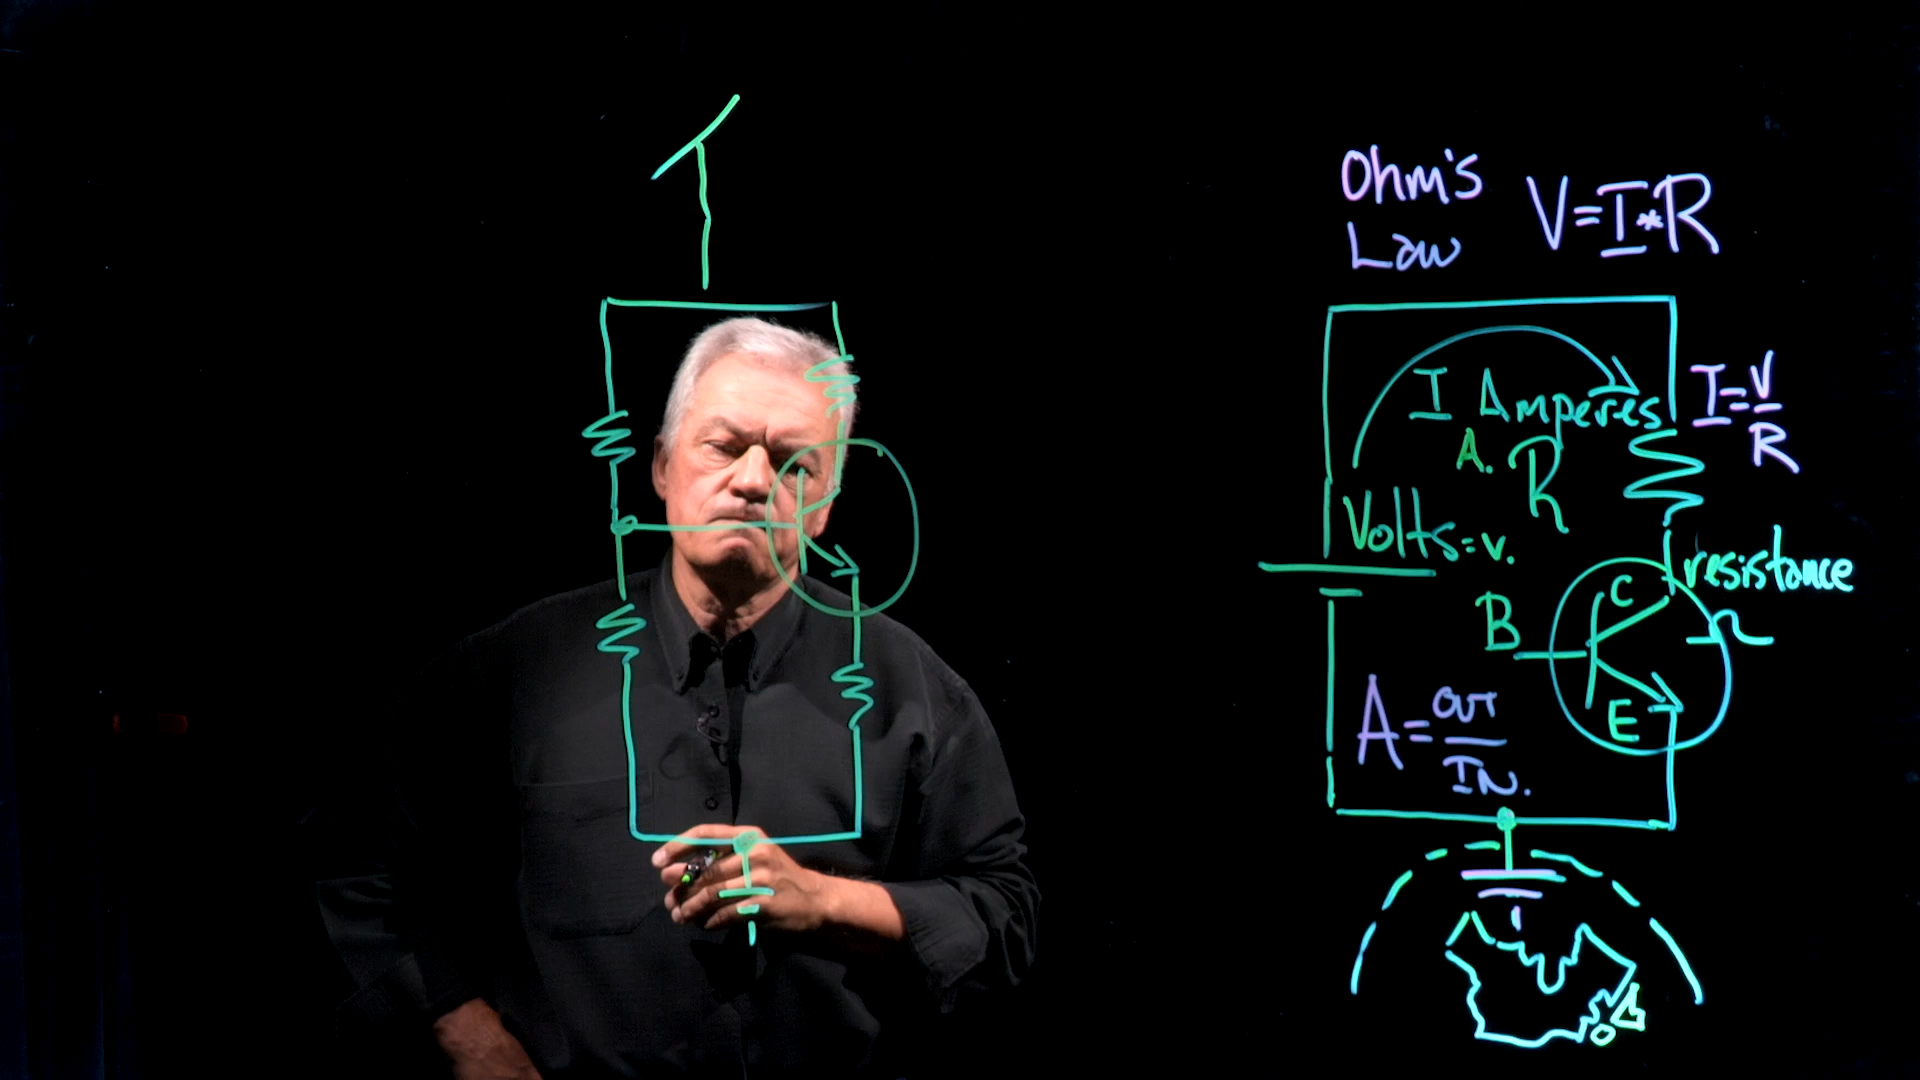 Ohm's
Law
V=I*R
I Amperes
A.
R
I=V/R
Volts=v.
resistance
Ω
B
C
E
A=OUT/IN.